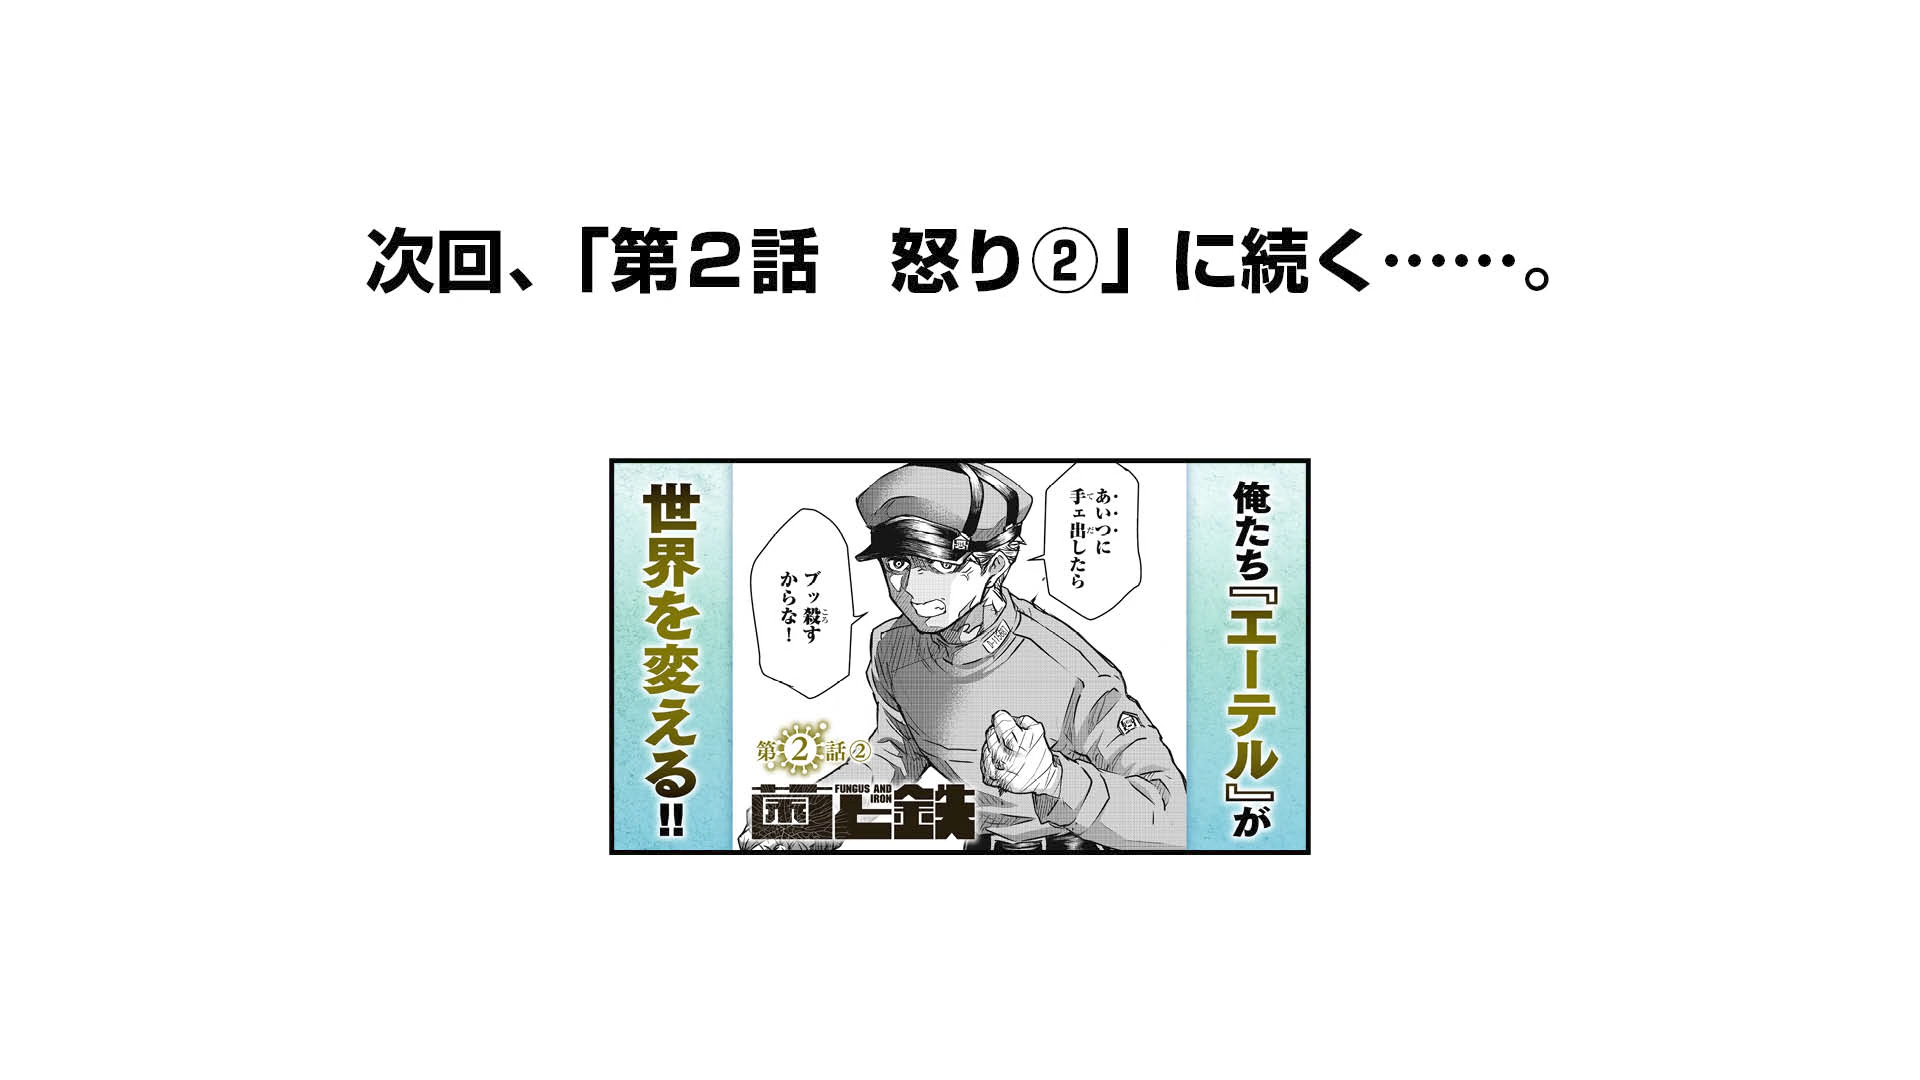 次回、「第２話　怒り②」に続く……。
俺たち『エーテル』が
世界を変える!!
あいつに
手ェ出したら
ブッ殺す
からな！
第2話②
菌と鉄
FUNGUS AND
IRON